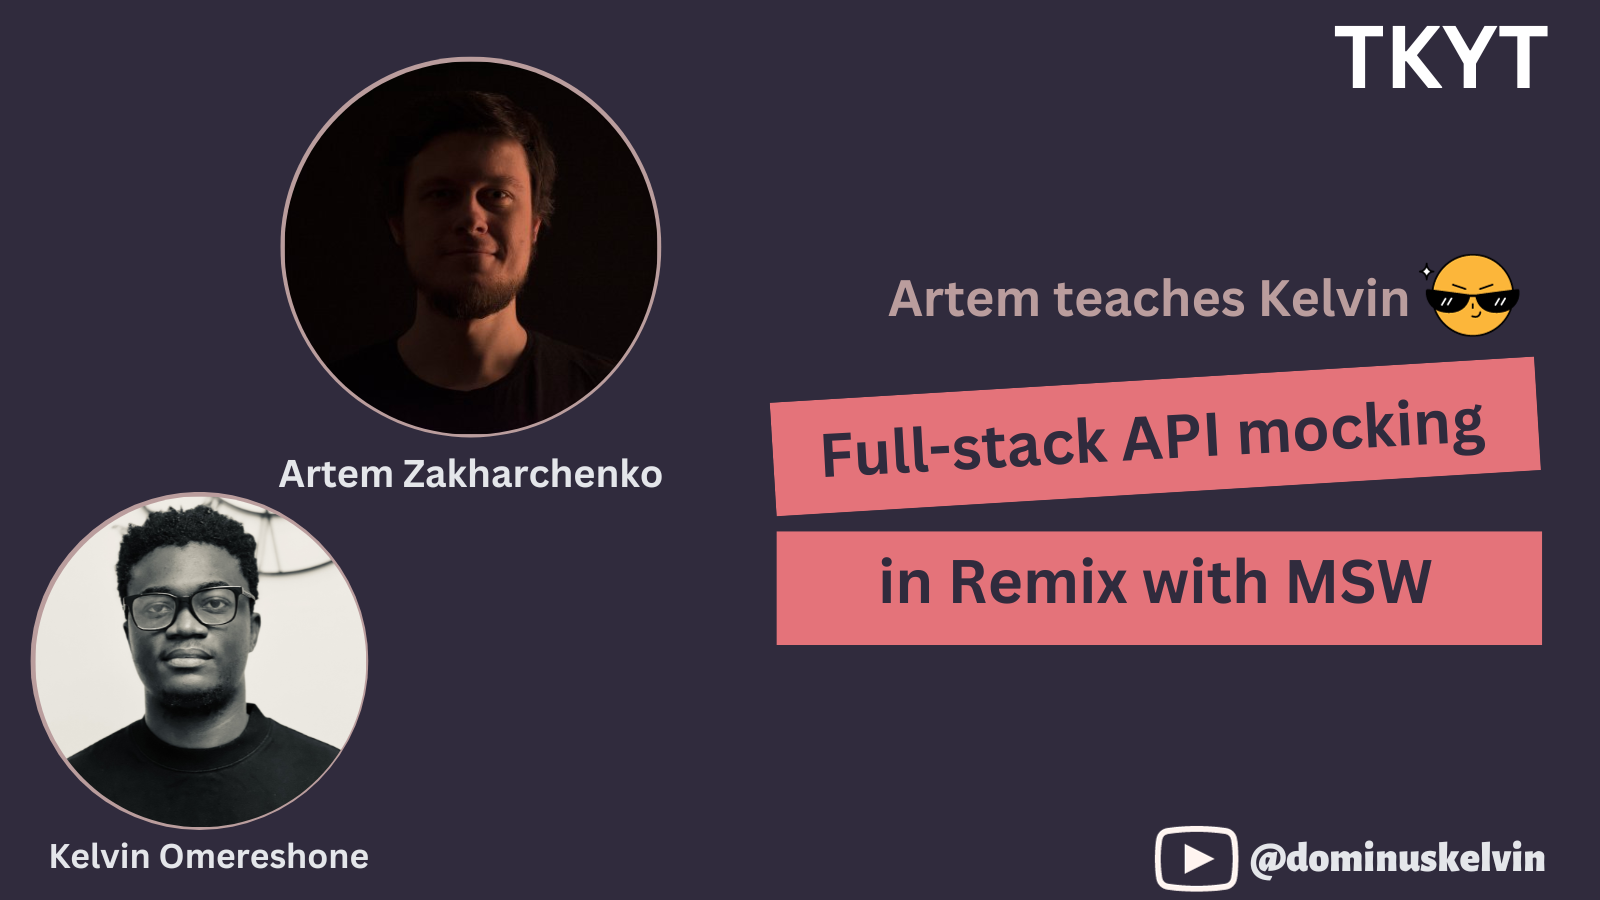 TKYT
Artem Zakharchenko
Kelvin Omereshone
Artem teaches Kelvin
Full-stack API mocking
in Remix with MSW
@dominuskelvin